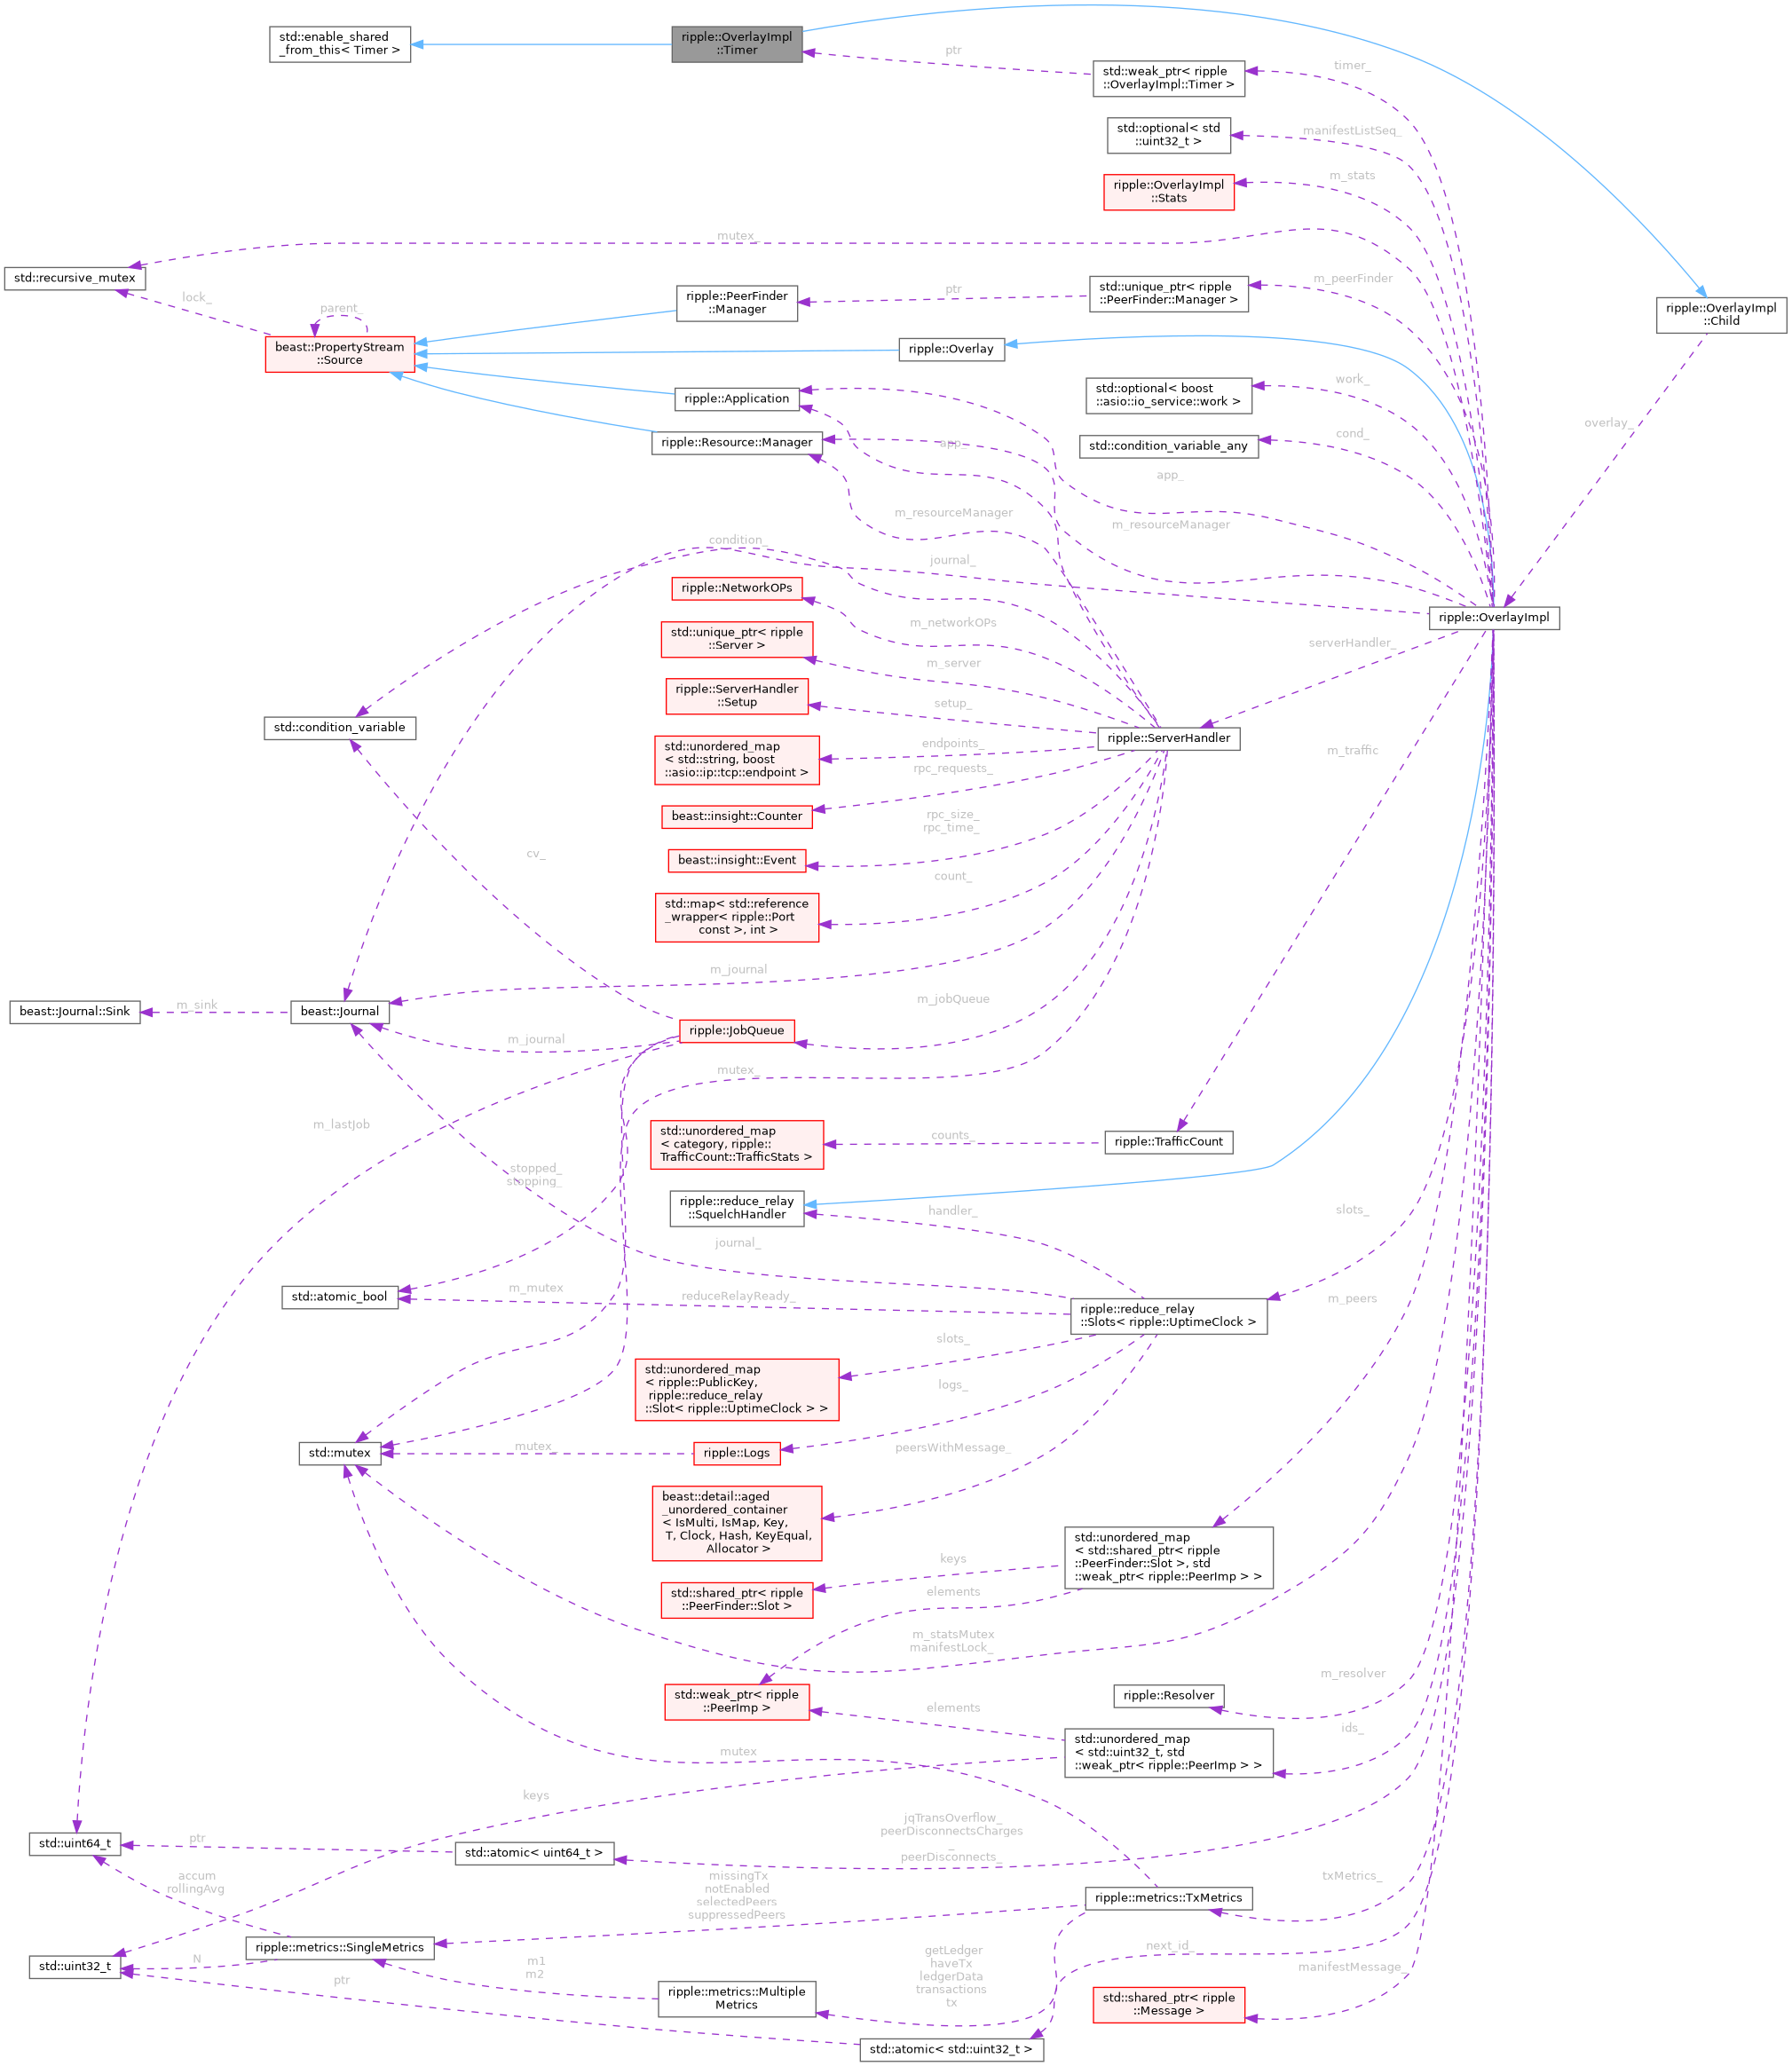 std::enable_shared
_from_this< Timer >
ripple::OverlayImpl
::Timer
ptr
std::weak_ptr< ripple
::OverlayImpl::Timer >
timer_
std::optional< std
::uint32_t >
manifestListSeq_
ripple::OverlayImpl
::Stats
m_stats
mutex_
std::recursive_mutex
lock_
parent_
beast::PropertyStream
::Source
ripple::PeerFinder
::Manager
ptr
std::unique_ptr< ripple
::PeerFinder::Manager >
m_peerFinder
ripple::OverlayImpl
::Child
ripple::Overlay
ripple::Application
std::optional< boost
::asio::io_service::work >
work_
overlay_
ripple::Resource::Manager
app_
std::condition_variable_any
cond_
app_
m_resourceManager
m_resourceManager
condition_
journal_
ripple::NetworkOPs
m_networkOPs
ripple::OverlayImpl
std::unique_ptr< ripple
::Server >
m_server
serverHandler_
ripple::ServerHandler
::Setup
setup_
std::condition_variable
ripple::ServerHandler
std::unordered_map
< std::string, boost
::asio::ip::tcp::endpoint >
endpoints_
rpc_requests_
m_traffic
beast::insight::Counter
rpc_size_
rpc_time_
cv_
beast::insight::Event
count_
std::map< std::reference
_wrapper< ripple::Port
const >, int >
m_journal
beast::Journal::Sink
m_sink
beast::Journal
m_jobQueue
ripple::JobQueue
m_journal
mutex_
m_lastJob
std::unordered_map
< category, ripple::
TrafficCount::TrafficStats >
counts_
ripple::TrafficCount
stopped_
stopping_
ripple::reduce_relay
::SquelchHandler
handler_
slots_
journal_
std::atomic_bool
m_mutex
reduceRelayReady_
ripple::reduce_relay
::Slots< ripple::UptimeClock >
m_peers
slots_
std::unordered_map
< ripple::PublicKey,
ripple::reduce_relay
::Slot< ripple::UptimeClock > >
logs_
std::mutex
mutex_
ripple::Logs
peersWithMessage_
beast::detail::aged
_unordered_container
< IsMulti, IsMap, Key,
T, Clock, Hash, KeyEqual,
Allocator >
std::unordered_map
< std::shared_ptr< ripple
::PeerFinder::Slot >, std
::weak_ptr< ripple::PeerImp > >
keys
std::shared_ptr< ripple
::PeerFinder::Slot >
elements
m_statsMutex
manifestLock_
m_resolver
std::weak_ptr< ripple
::PeerImp >
ripple::Resolver
elements
std::unordered_map
< std::uint32_t, std
::weak_ptr< ripple::PeerImp > >
ids_
mutex
keys
jqTransOverflow_
peerDisconnectsCharges
_
peerDisconnects_
std::uint64_t
ptr
std::atomic< uint64_t >
accum
rollingAvg
missingTx
notEnabled
selectedPeers
suppressedPeers
ripple::metrics::TxMetrics
txMetrics_
ripple::metrics::SingleMetrics
next_id_
std::uint32_t
N
ptr
m1
m2
getLedger
haveTx
ledgerData
transactions
tx
manifestMessage_
ripple::metrics::Multiple
Metrics
std::shared_ptr< ripple
::Message >
std::atomic< std::uint32_t >